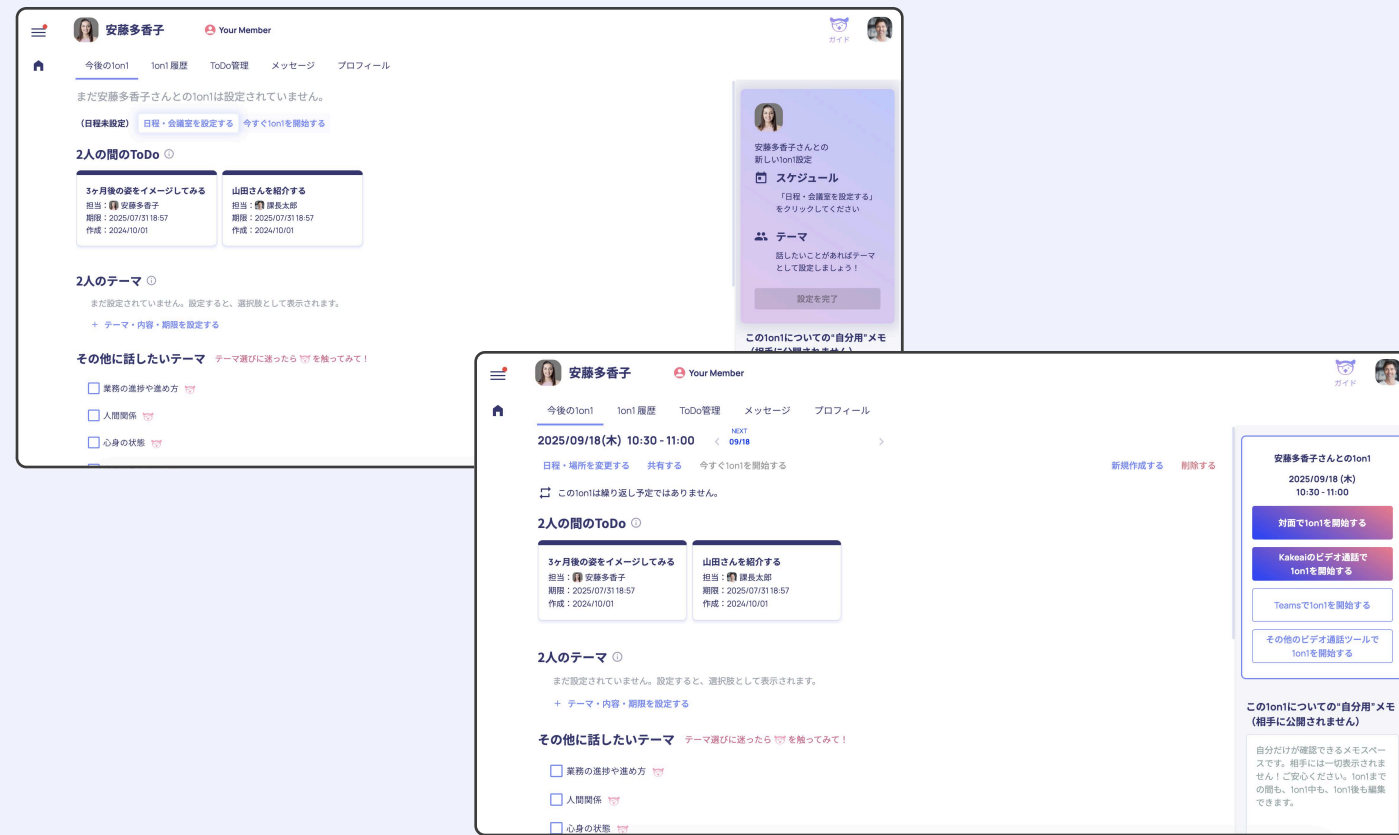 安藤多香子
Your Member
ガイド
今後の1on1 1on1 履歴 ToDo管理 メッセージ プロフィール
まだ安藤多香子さんとの1on1は設定されていません。
(日程未設定) 日程・会議室を設定する 今すぐ1on1を開始する
2人の間のToDo
3ヶ月後の姿をイメージしてみる
担当：安藤多香子
期限：2025/07/31 18:57
作成：2024/10/01
山田さんを紹介する
担当：課長太郎
期限：2025/07/31 18:57
作成：2024/10/01
2人のテーマ
まだ設定されていません。設定すると、選択肢として表示されます。
+ テーマ・内容・期限を設定する
その他に話したいテーマ テーマ選びに迷ったら を触ってみて！
業務の進捗や進め方
人間関係
心身の状態
安藤多香子さんとの
新しい1on1設定
スケジュール
「日程・会議室を設定する」
をクリックしてください
テーマ
話したいことがあればテーマ
として設定しましょう！
設定を完了
この1on1についての"自分用"メモ
安藤多香子
Your Member
ガイド
今後の1on1 1on1 履歴 ToDo管理 メッセージ プロフィール
2025/09/18(木) 10:30 - 11:00
NEXT
09/18
日程・場所を変更する 共有する 今すぐ1on1を開始する
新規作成する 削除する
この1on1は繰り返し予定ではありません。
2人の間のToDo
3ヶ月後の姿をイメージしてみる
担当：安藤多香子
期限：2025/07/31 18:57
作成：2024/10/01
山田さんを紹介する
担当：課長太郎
期限：2025/07/31 18:57
作成：2024/10/01
2人のテーマ
まだ設定されていません。設定すると、選択肢として表示されます。
+ テーマ・内容・期限を設定する
その他に話したいテーマ テーマ選びに迷ったら を触ってみて！
業務の進捗や進め方
人間関係
心身の状態
安藤多香子さんとの1on1
2025/09/18 (木)
10:30 - 11:00
対面で1on1を開始する
Kakeaiのビデオ通話で
1on1を開始する
Teamsで1on1を開始する
その他のビデオ通話ツールで
1on1を開始する
この1on1についての"自分用"メモ
(相手に公開されません)
自分だけが確認できるメモスペー
スです。相手には一切表示されま
せん！ご安心ください。1on1まで
の間も、1on1中も、1on1後も編集
できます。